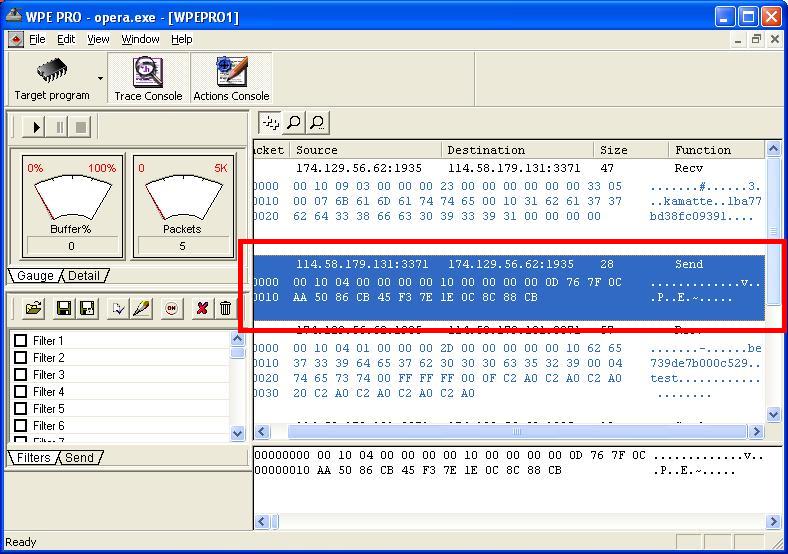 WPE PRO - opera.exe - [WPEPRO1]
File Edit View Window Help
Target program Trace Console Actions Console
0% 100% 0 5K
Buffer% Packets
0 5
Gauge Detail
ON
Filter 1
Filter 2
Filter 3
Filter 4
Filter 5
Filter 6
Filter 7
Filters Send
acket Source Destination Size Function
174.129.56.62:1935 114.58.179.131:3371 47 Recv
0000 00 10 09 03 00 00 00 23 00 00 00 00 00 00 33 05 .......#......3.
0010 00 07 6B 61 6D 61 74 74 65 00 10 31 62 61 37 37 ..kamatte..1ba77
0020 62 64 33 38 66 63 30 39 33 39 31 00 00 00 00 bd38fc09391....
114.58.179.131:3371 174.129.56.62:1935 28 Send
0000 00 10 04 00 00 00 00 10 00 00 00 00 0D 76 7F 0C .............v..
0010 AA 50 86 CB 45 F3 7E 1E 0C 8C 88 CB .P..E.~.....
174.129.56.62:1935 114.58.179.131:3371 57 Recv
0000 00 10 04 01 00 00 00 2D 00 00 00 00 00 10 62 65 .......-......be
0010 37 33 39 64 65 37 62 30 30 30 63 35 32 39 00 04 739de7b000c529..
0020 74 65 73 74 00 FF FF FF 00 0F C2 A0 C2 A0 C2 A0 test............
0030 20 C2 A0 C2 A0 C2 A0 C2 A0 ........
00000000 00 10 04 00 00 00 00 10 00 00 00 00 0D 76 7F 0C .............v..
00000010 AA 50 86 CB 45 F3 7E 1E 0C 8C 88 CB .P..E.~.....
Ready